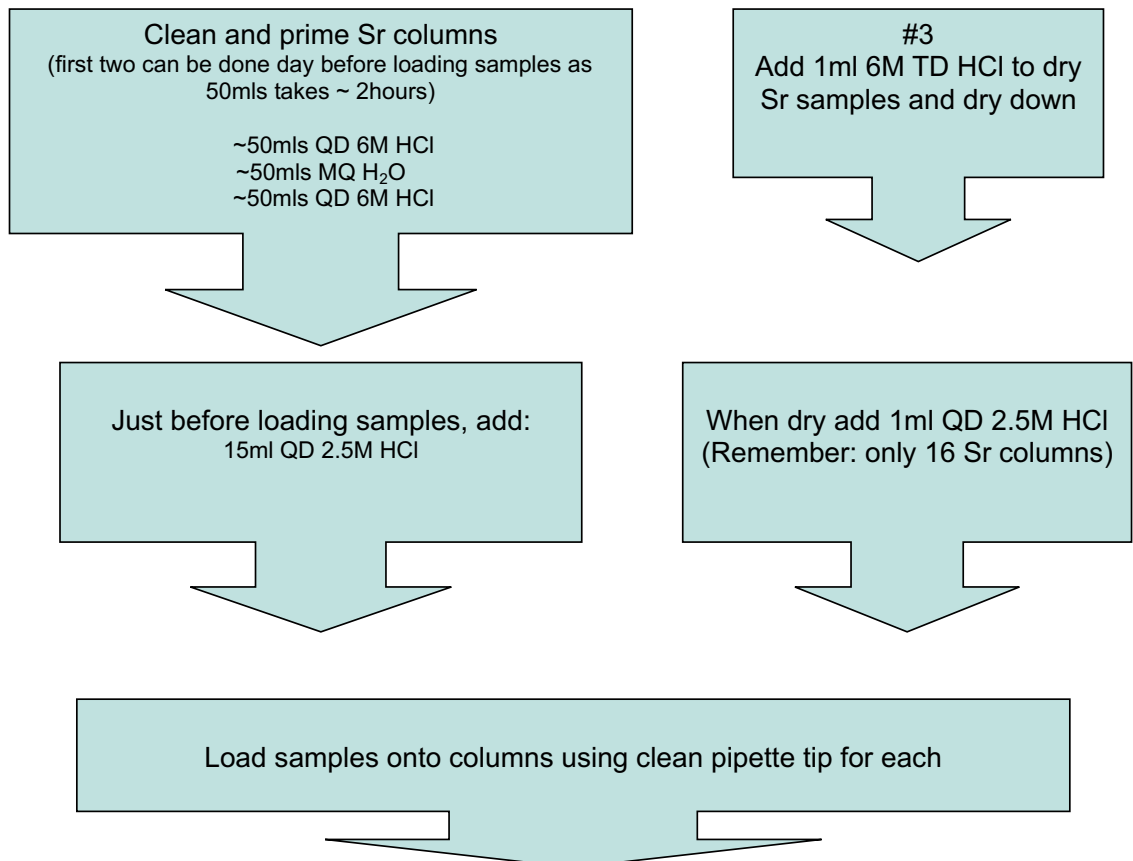 Clean and prime Sr columns
(first two can be done day before loading samples as
50mls takes ~ 2hours)
~50mls QD 6M HCl
~50mls MQ H₂O
~50mls QD 6M HCl
#3
Add 1ml 6M TD HCl to dry
Sr samples and dry down
Just before loading samples, add:
15ml QD 2.5M HCl
When dry add 1ml QD 2.5M HCl
(Remember: only 16 Sr columns)
Load samples onto columns using clean pipette tip for each